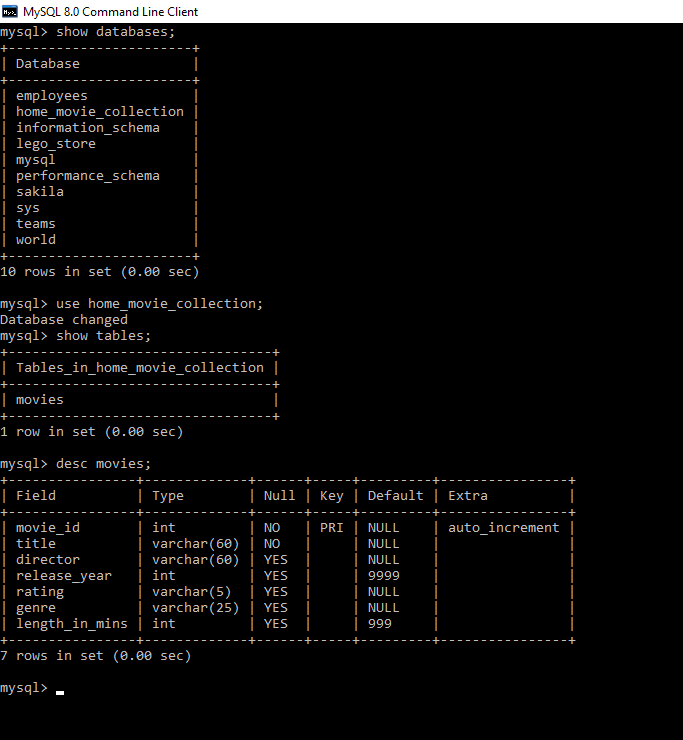 MySQL 8.0 Command Line Client
mysql> show databases;
+-----------------------+
| Database              |
+-----------------------+
| employees             |
| home_movie_collection |
| information_schema    |
| lego_store            |
| mysql                 |
| performance_schema    |
| sakila                |
| sys                   |
| teams                 |
| world                 |
+-----------------------+
10 rows in set (0.00 sec)
mysql> use home_movie_collection;
Database changed
mysql> show tables;
+---------------------------------+
| Tables_in_home_movie_collection |
+---------------------------------+
| movies                          |
+---------------------------------+
1 row in set (0.00 sec)
mysql> desc movies;
+----------------+-------------+------+-----+---------+----------------+
| Field          | Type        | Null | Key | Default | Extra          |
+----------------+-------------+------+-----+---------+----------------+
| movie_id       | int         | NO   | PRI | NULL    | auto_increment |
| title          | varchar(60) | NO   |     | NULL    |                |
| director       | varchar(60) | YES  |     | NULL    |                |
| release_year   | int         | YES  |     | 9999    |                |
| rating         | varchar(5)  | YES  |     | NULL    |                |
| genre          | varchar(25) | YES  |     | NULL    |                |
| length_in_mins | int         | YES  |     | 999     |                |
+----------------+-------------+------+-----+---------+----------------+
7 rows in set (0.00 sec)
mysql> _